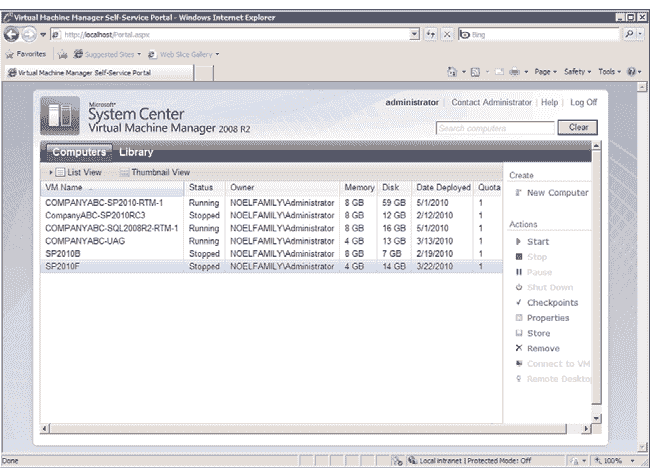 Virtual Machine Manager Self-Service Portal - Windows Internet Explorer
http://localhost/Portal.aspx
Bing
Favorites Suggested Sites Web Slice Gallery
Virtual Machine Manager Self-Service Portal
Page Safety Tools
administrator | Contact Administrator | Help | Log Off
Microsoft
System Center
Virtual Machine Manager 2008 R2
Search computers Clear
Computers Library
List View Thumbnail View
VM Name Status Owner Memory Disk Date Deployed Quota
COMPANYABC-SP2010-RTM-1 Running NOELFAMILY\Administrator 8 GB 59 GB 5/1/2010 1
CompanyABC-SP2010RC3 Stopped NOELFAMILY\Administrator 8 GB 12 GB 2/12/2010 1
COMPANYABC-SQL2008R2-RTM-1 Running NOELFAMILY\Administrator 8 GB 16 GB 5/1/2010 1
COMPANYABC-UAG Running NOELFAMILY\Administrator 4 GB 13 GB 3/13/2010 1
SP2010B Stopped NOELFAMILY\Administrator 8 GB 7 GB 2/19/2010 1
SP2010F Stopped NOELFAMILY\Administrator 4 GB 14 GB 3/22/2010 1
Create
New Computer
Actions
Start
Stop
Pause
Shut Down
Checkpoints
Properties
Store
Remove
Connect to VM
Remote Desktop
Done Local intranet | Protected Mode: Off 100%